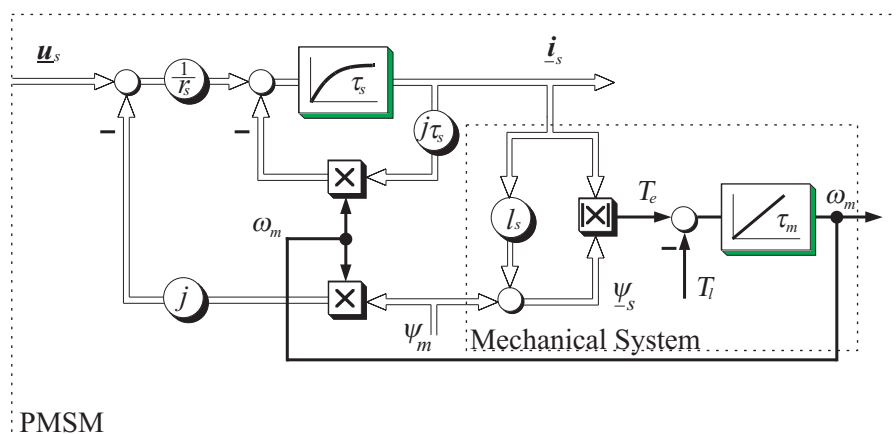 u_s
i_s
1/r_s
τ_s
−
−
jτ_s
ω_m
T_e
ω_m
l_s
τ_m
−
T_l
j
ψ_m
ψ_s
Mechanical System
PMSM